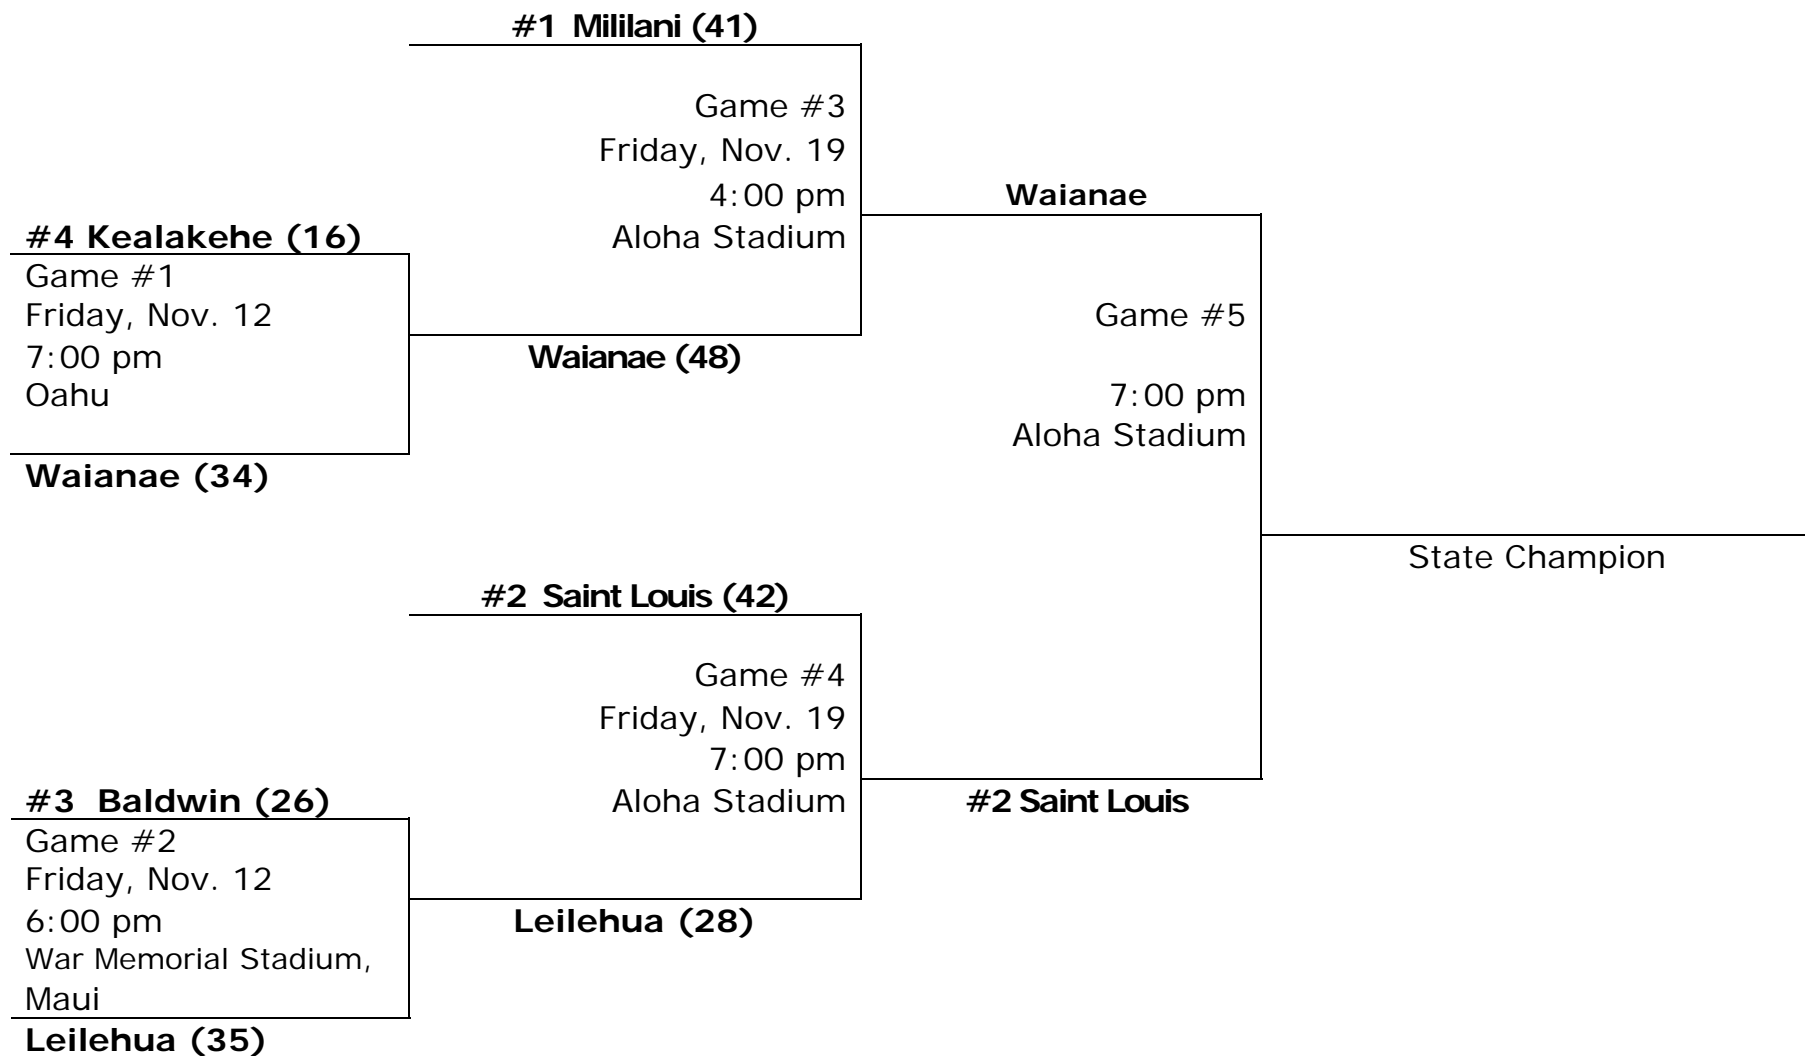 #1 Mililani (41)
Game #3
Friday, Nov. 19
4:00 pm
Aloha Stadium
Waianae
#4 Kealakehe (16)
Game #1
Friday, Nov. 12
7:00 pm
Oahu
Waianae (34)
Waianae (48)
Game #5
7:00 pm
Aloha Stadium
State Champion
#2 Saint Louis (42)
Game #4
Friday, Nov. 19
7:00 pm
Aloha Stadium
#2 Saint Louis
#3 Baldwin (26)
Game #2
Friday, Nov. 12
6:00 pm
War Memorial Stadium,
Maui
Leilehua (35)
Leilehua (28)